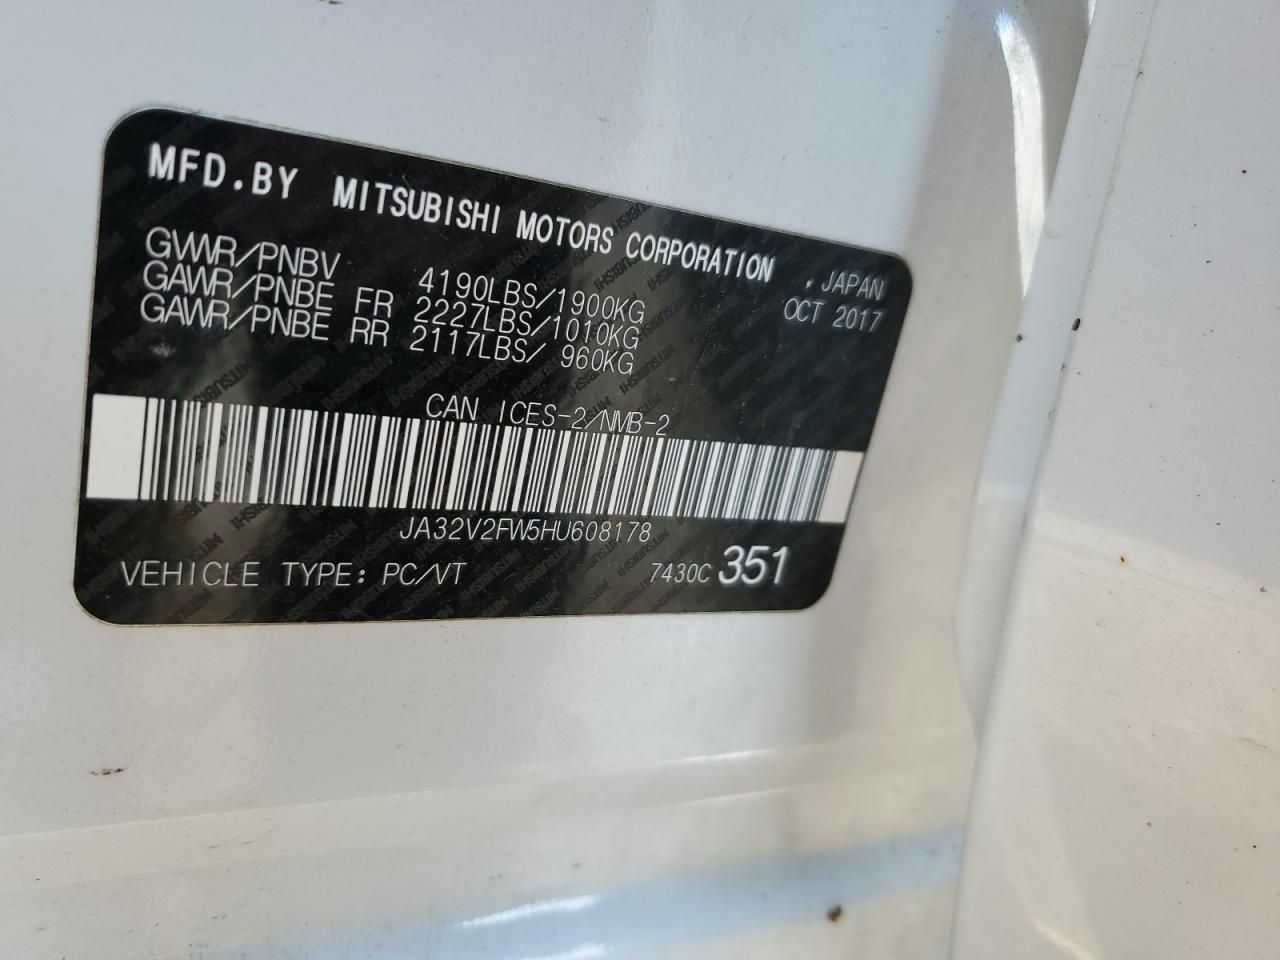 MFD.BY MITSUBISHI MOTORS CORPORATION , JAPAN
GVWR/PNBV 4190LBS/1900KG OCT 2017
GAWR/PNBE FR 2227LBS/1010KG
GAWR/PNBE RR 2117LBS/ 960KG
CAN ICES-2/NMB-2
JA32V2FW5HU608178
VEHICLE TYPE: PC/VT 7430C 351